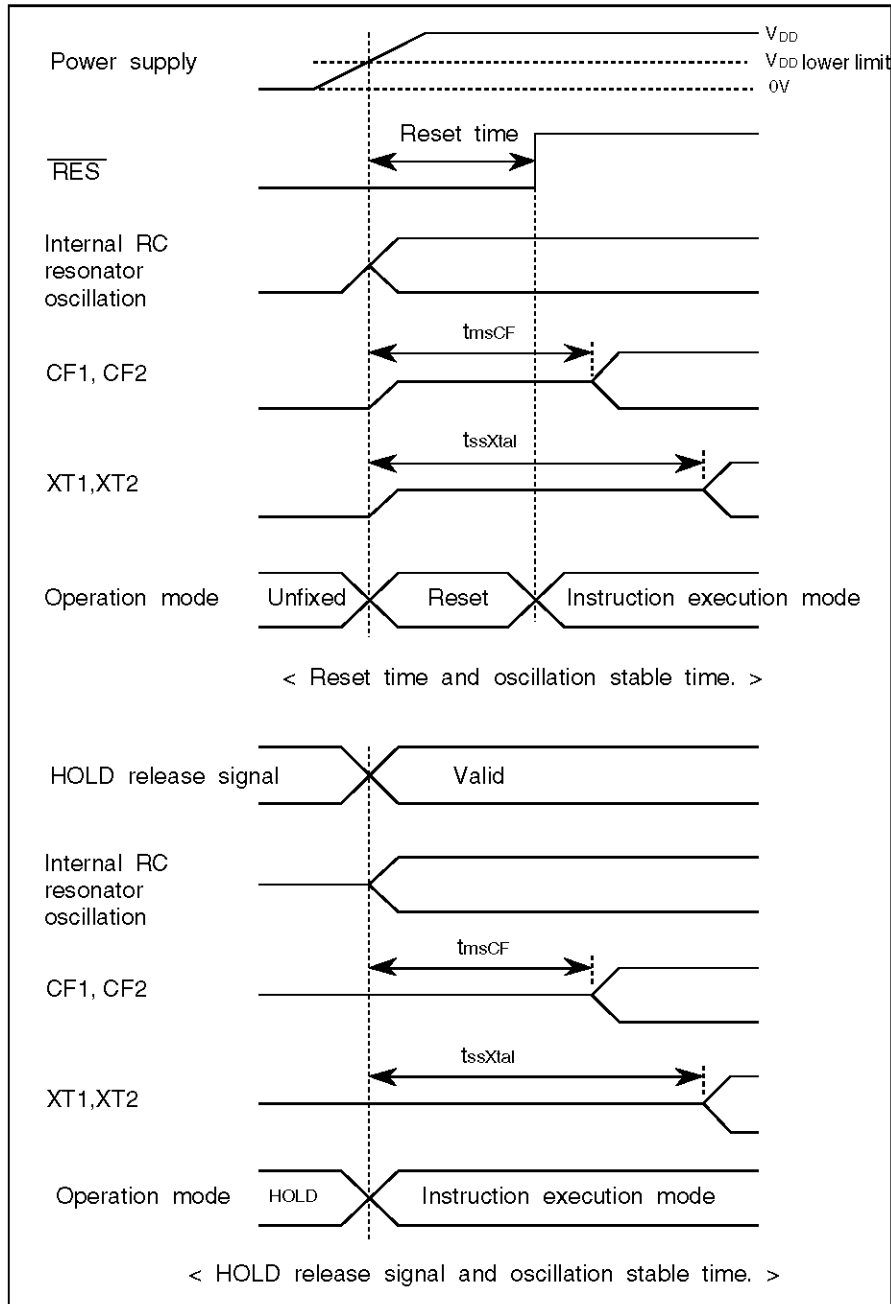 VDD
Power supply
VDD lower limit
0V
Reset time
RES
Internal RC
resonator
oscillation
tmsCF
CF1, CF2
tssXtal
XT1,XT2
Operation mode Unfixed Reset Instruction execution mode
< Reset time and oscillation stable time. >
HOLD release signal Valid
Internal RC
resonator
oscillation
tmsCF
CF1, CF2
tssXtal
XT1,XT2
Operation mode HOLD Instruction execution mode
< HOLD release signal and oscillation stable time. >